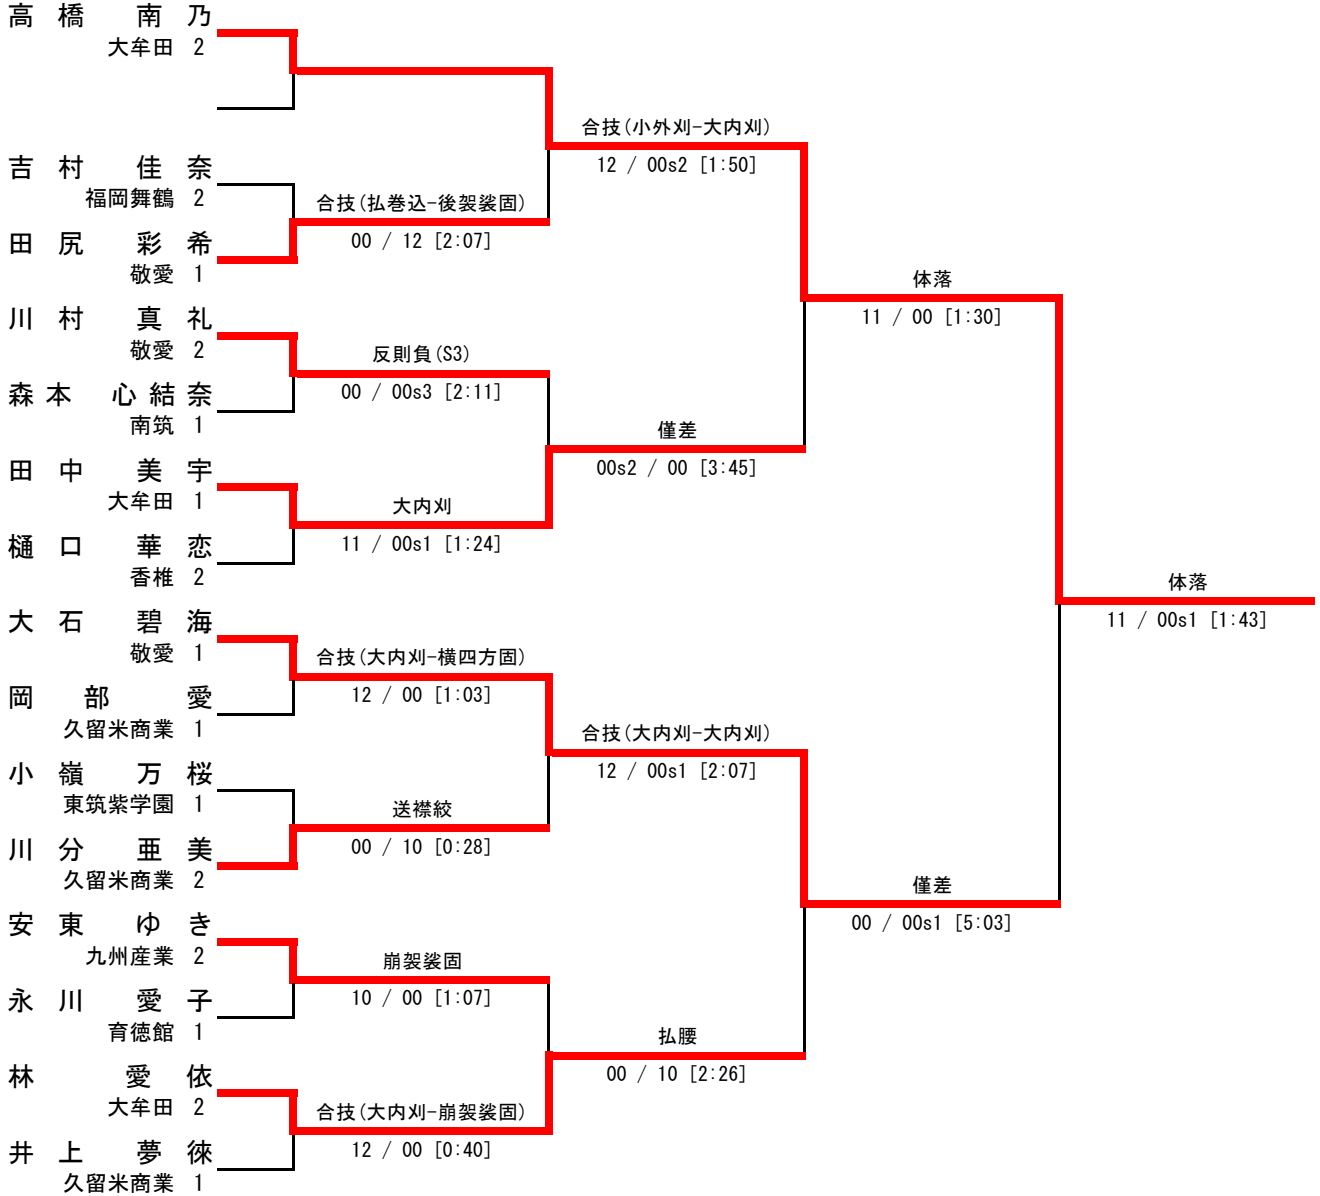 高橋 南乃
大牟田 2
合技(小外刈-大内刈)
12 / 00s2 [1:50]
吉村 佳奈
福岡舞鶴 2
合技(払巻込-後袈裟固)
00 / 12 [2:07]
田尻 彩希
敬愛 1
体落
11 / 00 [1:30]
川村 真礼
敬愛 2
反則負(S3)
00 / 00s3 [2:11]
森本 心結奈
南筑 1
僅差
00s2 / 00 [3:45]
田中 美宇
大牟田 1
大内刈
11 / 00s1 [1:24]
樋口 華恋
香椎 2
体落
11 / 00s1 [1:43]
大石 碧海
敬愛 1
合技(大内刈-横四方固)
12 / 00 [1:03]
岡部 愛
久留米商業 1
合技(大内刈-大内刈)
12 / 00s1 [2:07]
小嶺 万桜
東筑紫学園 1
送襟絞
00 / 10 [0:28]
川分 亜美
久留米商業 2
僅差
00 / 00s1 [5:03]
安東 ゆき
九州産業 2
崩袈裟固
10 / 00 [1:07]
永川 愛子
育徳館 1
払腰
00 / 10 [2:26]
林 愛依
大牟田 2
合技(大内刈-崩袈裟固)
12 / 00 [0:40]
井上 夢徠
久留米商業 1